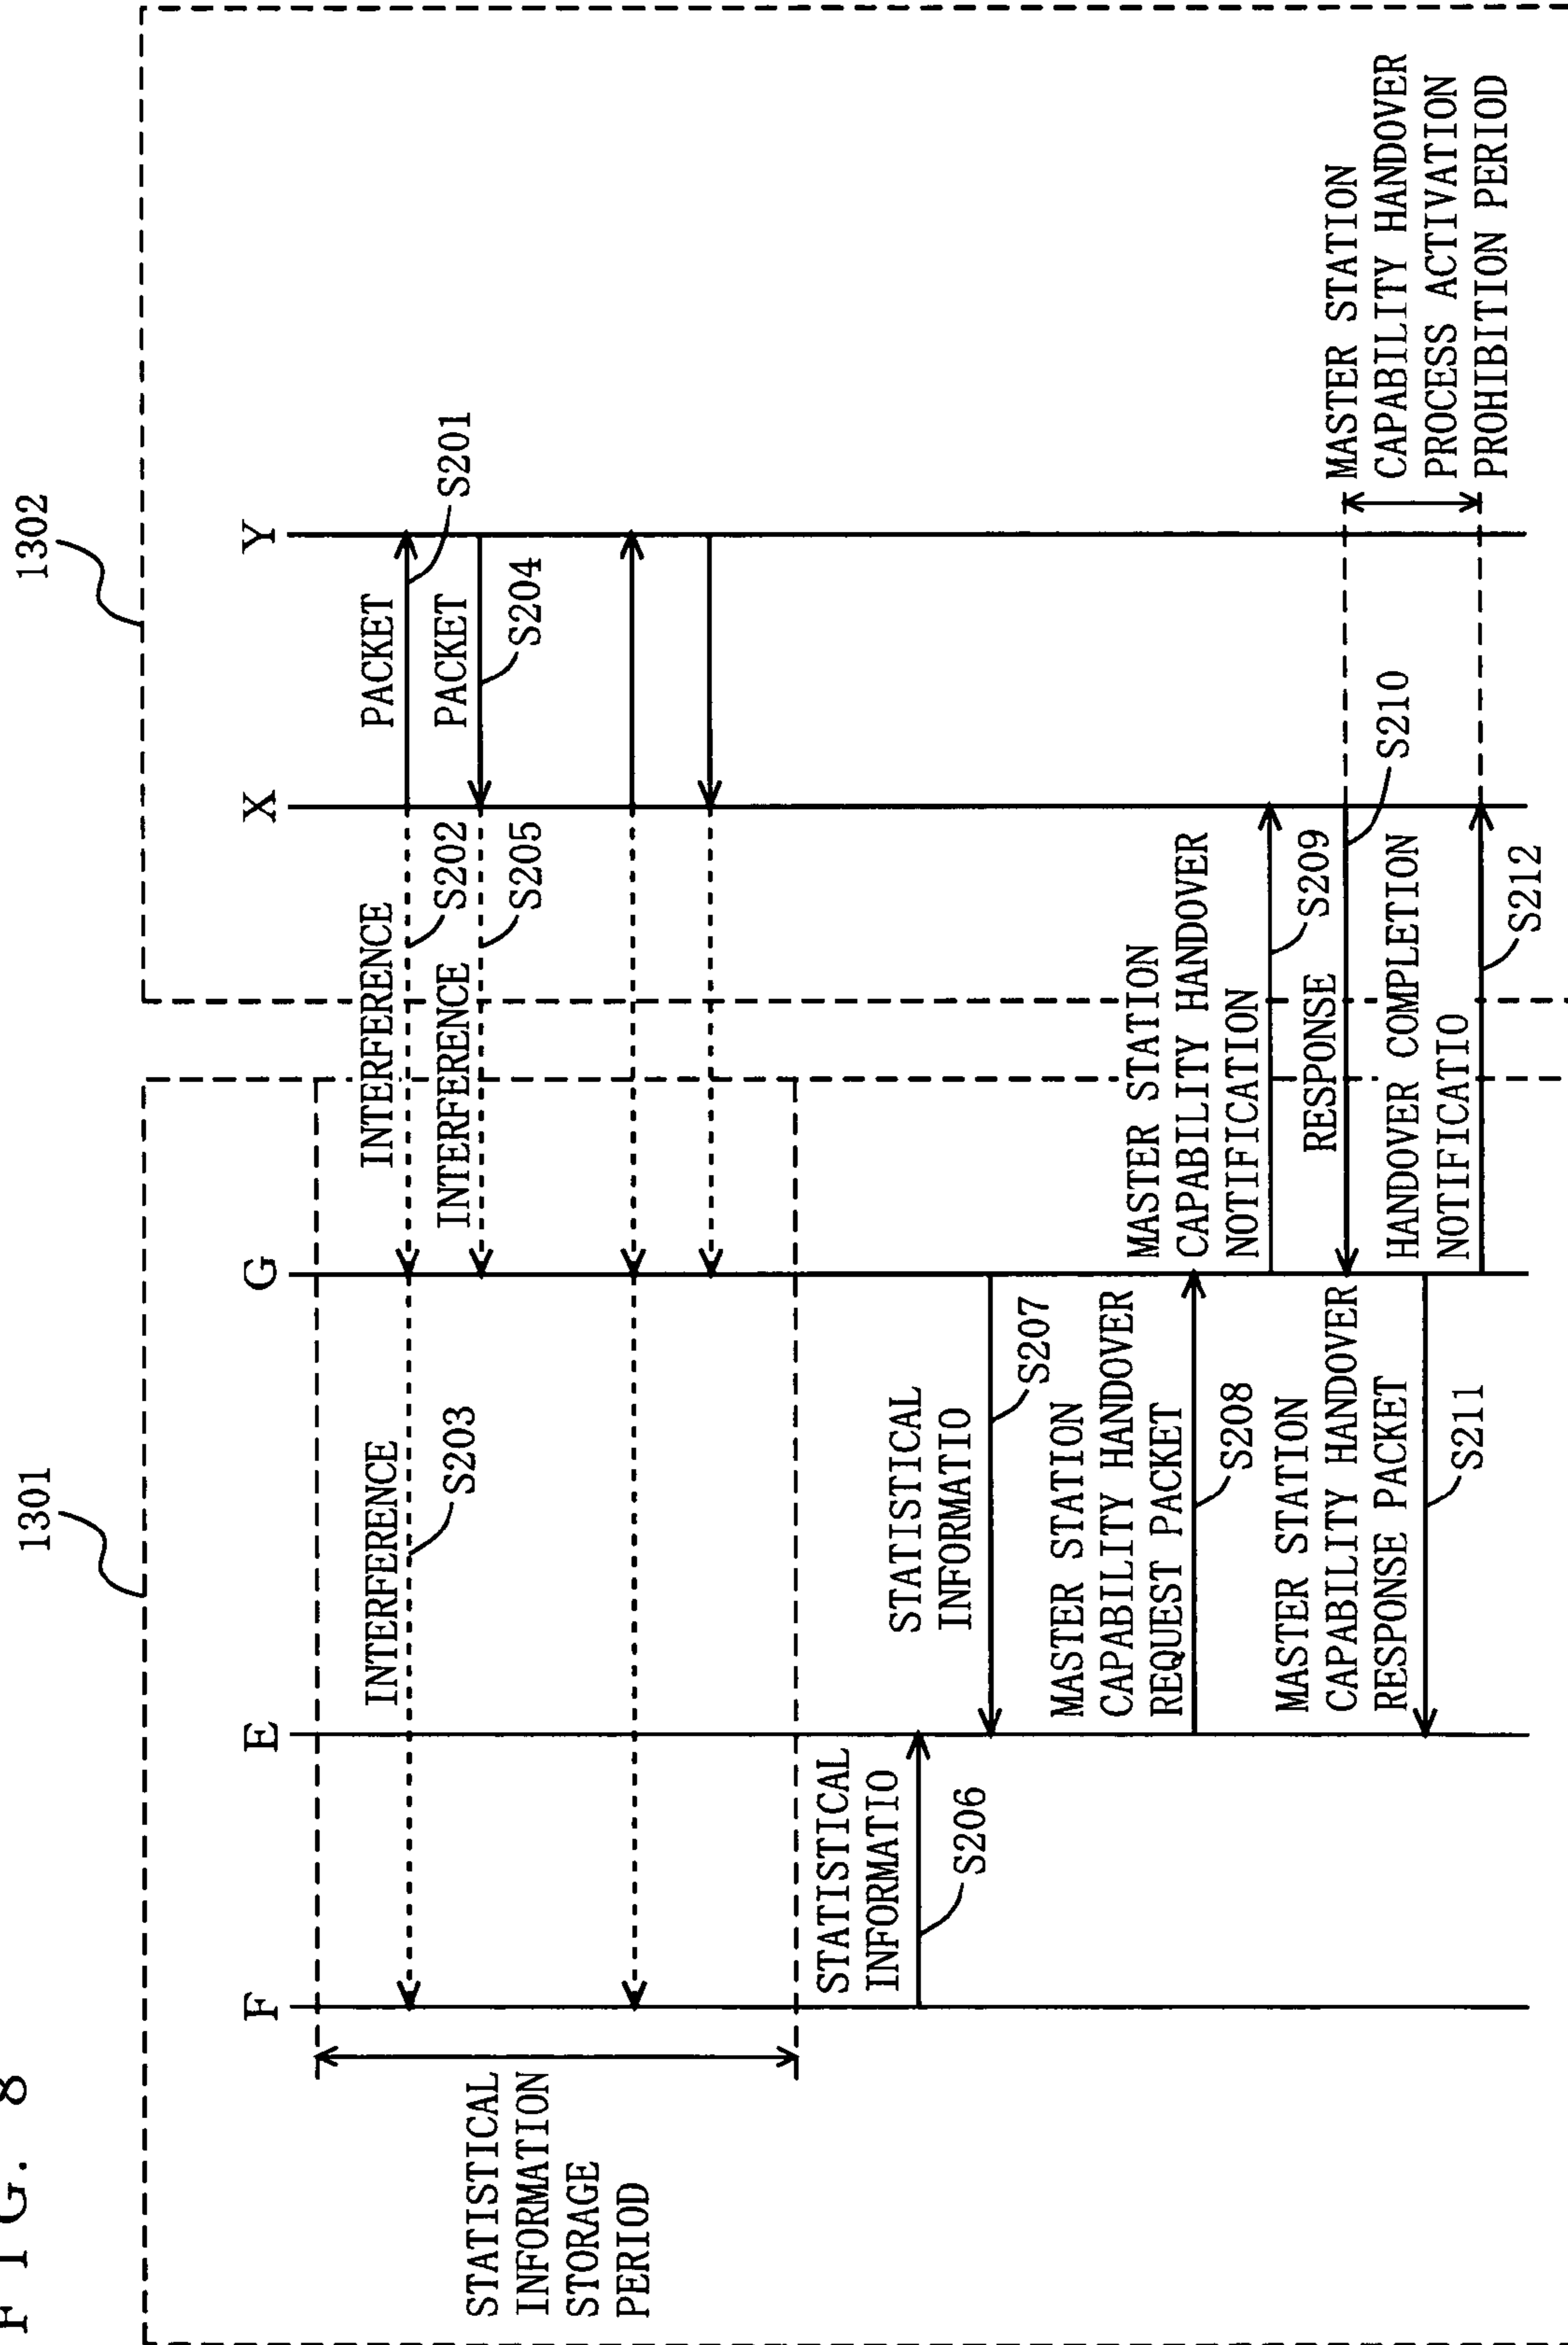 FIG. 8
1301
1302
F
E
G
X
Y
STATISTICAL
INFORMATION
STORAGE
PERIOD
INTERFERENCE
S203
INTERFERENCE
S202
PACKET
S201
INTERFERENCE
S205
PACKET
S204
STATISTICAL
INFORMATIO
S206
STATISTICAL
INFORMATIO
S207
MASTER STATION
CAPABILITY HANDOVER
REQUEST PACKET
S208
MASTER STATION
CAPABILITY HANDOVER
NOTIFICATION
S209
RESPONSE
S210
MASTER STATION
CAPABILITY HANDOVER
RESPONSE PACKET
S211
HANDOVER COMPLETION
NOTIFICATIO
S212
MASTER STATION
CAPABILITY HANDOVER
PROCESS ACTIVATION
PROHIBITION PERIOD